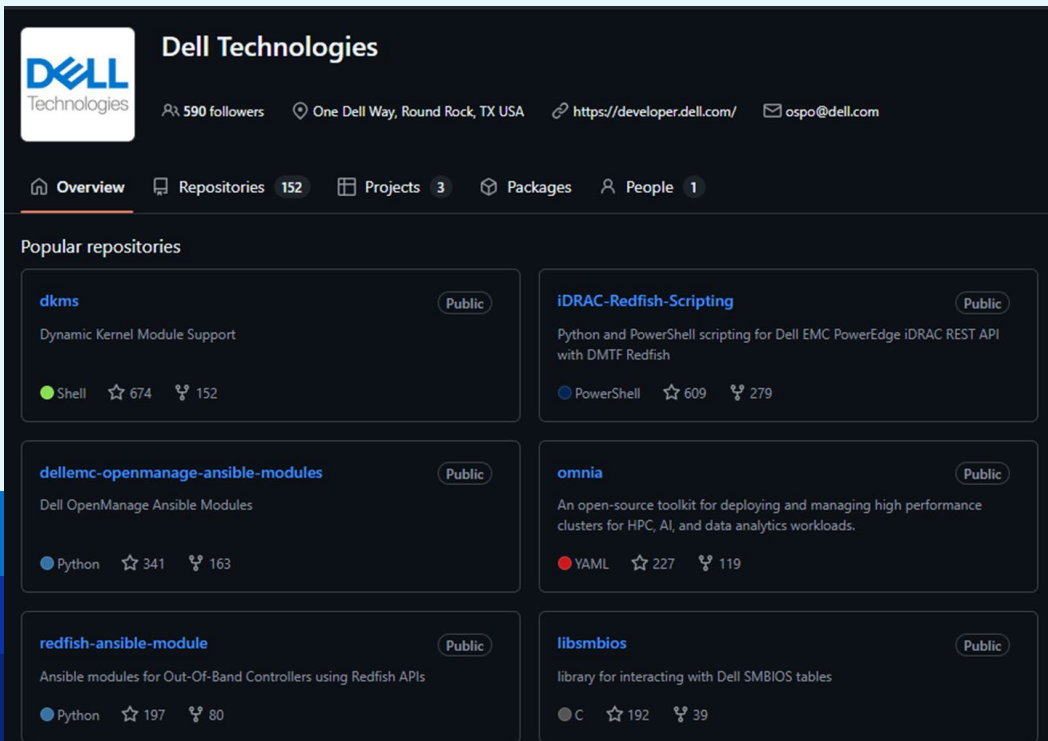 DELL
Technologies
Dell Technologies
590 followers One Dell Way, Round Rock, TX USA https://developer.dell.com/ ospo@dell.com
Overview Repositories 152 Projects 3 Packages People 1
Popular repositories
dkms Public
Dynamic Kernel Module Support
Shell 674 152
iDRAC-Redfish-Scripting Public
Python and PowerShell scripting for Dell EMC PowerEdge iDRAC REST API
with DMTF Redfish
PowerShell 609 279
dellemc-openmanage-ansible-modules Public
Dell OpenManage Ansible Modules
Python 341 163
omnia Public
An open-source toolkit for deploying and managing high performance
clusters for HPC, AI, and data analytics workloads.
YAML 227 119
redfish-ansible-module Public
Ansible modules for Out-Of-Band Controllers using Redfish APIs
Python 197 80
libsmbios Public
library for interacting with Dell SMBIOS tables
C 192 39